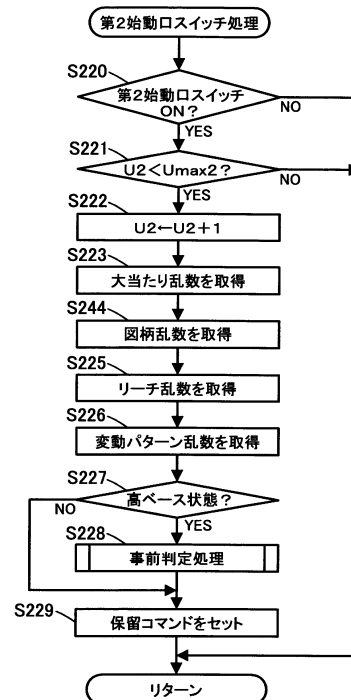 第2始動口スイッチ処理
S220
第2始動口スイッチ
ON?
NO
YES
S221
U2<Umax2?
NO
YES
S222
U2←U2+1
S223
大当たり乱数を取得
S244
図柄乱数を取得
S225
リーチ乱数を取得
S226
変動パターン乱数を取得
S227
高ベース状態?
NO
YES
S228
事前判定処理
S229
保留コマンドをセット
リターン